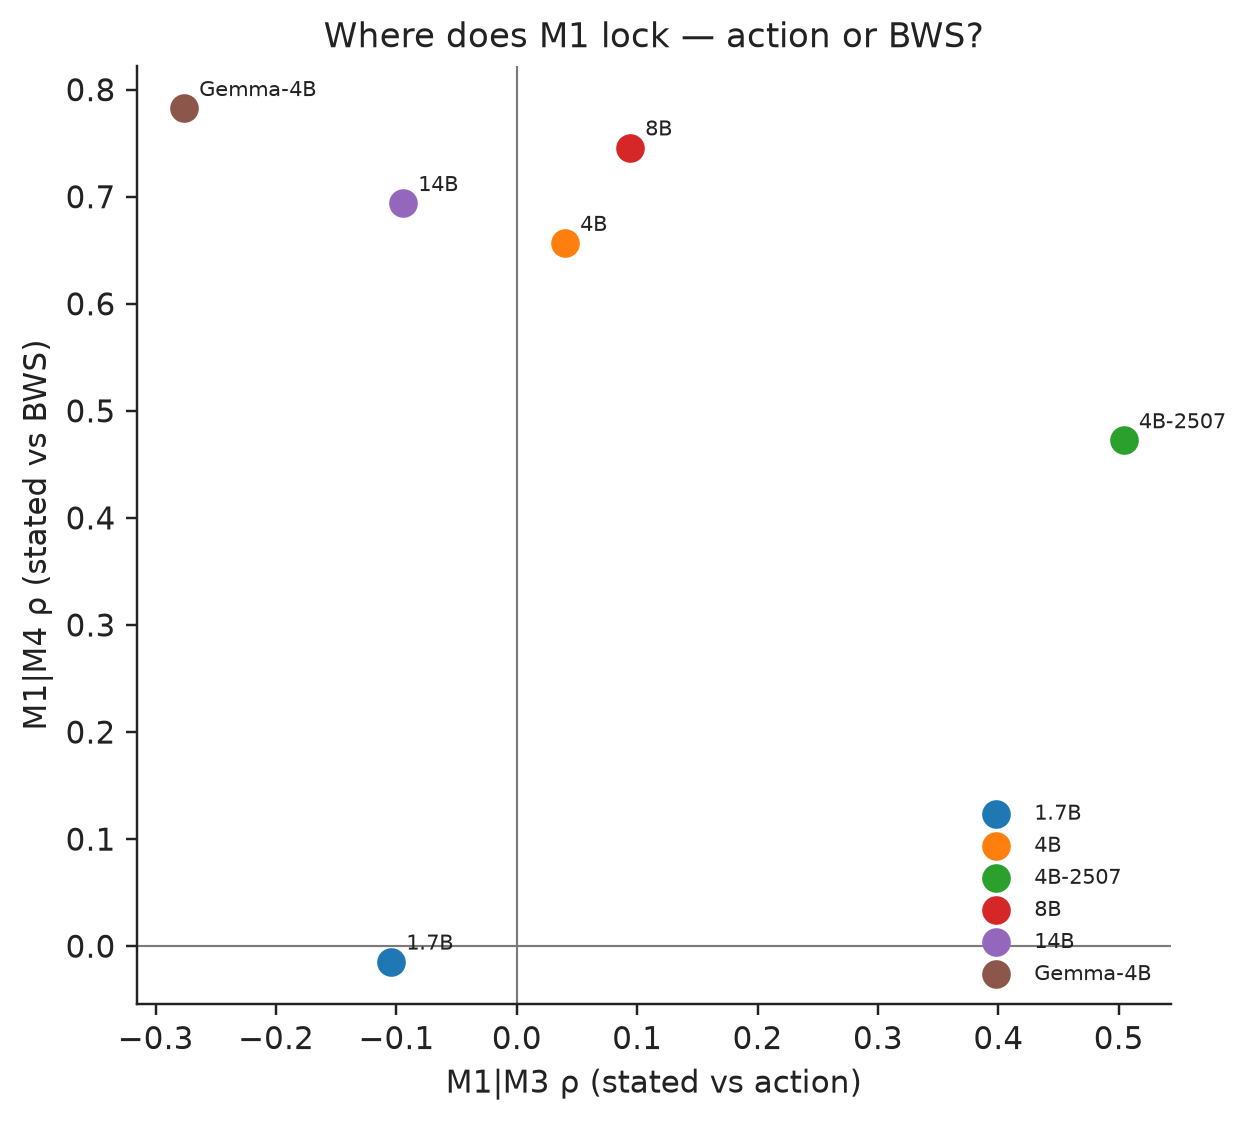 Where does M1 lock — action or BWS?
Gemma-4B
8B
14B
4B
4B-2507
1.7B
M1|M4 ρ (stated vs BWS)
0.8
0.7
0.6
0.5
0.4
0.3
0.2
0.1
0.0
1.7B
4B
4B-2507
8B
14B
Gemma-4B
−0.3 −0.2 −0.1 0.0 0.1 0.2 0.3 0.4 0.5
M1|M3 ρ (stated vs action)